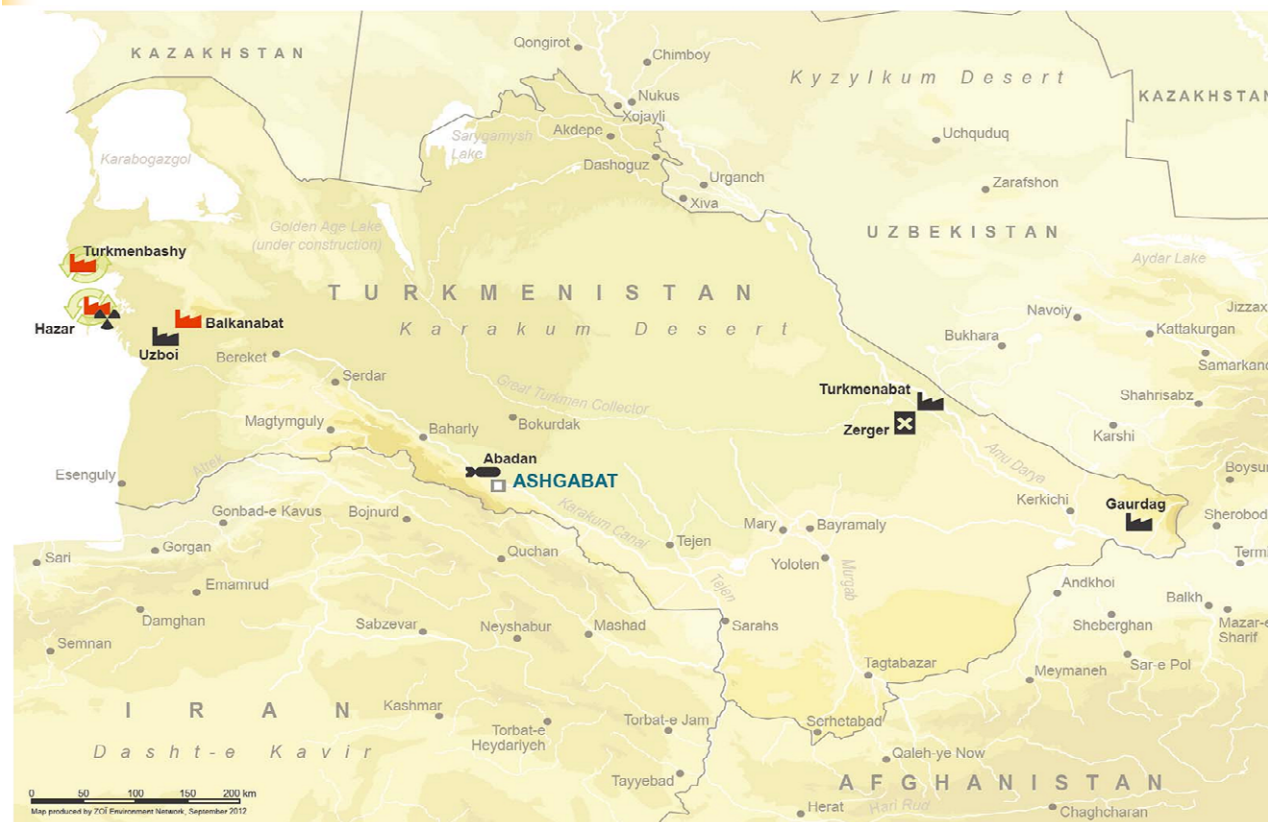 Qongirot
KAZAKHSTAN
Chimboy
Kyzylkum Desert
KAZAKHSTAN
Nukus
Xojayli
Akdepe
Sarygamysh
Lake
Uchquduq
Karabogazgol
Dashoguz
Urganch
Zarafshon
Xiva
Golden Age Lake
(under construction)
UZBEKISTAN
Turkmenbashy
Aydar Lake
TURKMENISTAN
Karakum Desert
Hazar
Balkanabat
Uzboi
Navoiy
Jizzax
Bukhara
Kattakurgan
Bereket
Samarkand
Serdar
Great Turkmen Collector
Turkmenabat
Shahrisabz
Magtymguly
Bokurdak
Zerger
Baharly
Karshi
Abadan
ASHGABAT
Atrek
Amu Darye
Boysun
Esenguly
Kerkichi
Gaurdag
Gonbad-e Kavus
Bojnurd
Karakum Canal
Mary
Bayramaly
Sherobod
Gorgan
Sari
Quchan
Tejen
Yoloten
Termi
Emamrud
Tejen
Murgab
Andkhoi
Balkh
Damghan
Sabzevar
Neyshabur
Mashad
Sarahs
Sheberghan
Mazar-e
Sharif
Semnan
Tagtabazar
Meymaneh
Sar-e Pol
IRAN
Kashmar
Torbat-e
Heydariyeh
Torbat-e Jam
Serhetabad
Dasht-e Kavir
Qaleh-ye Now
Tayyebad
AFGHANISTAN
0 50 100 150 200 km
Map produced by ZOÏ Environment Network, September 2012
Herat
Hari Rud
Chaghcharan